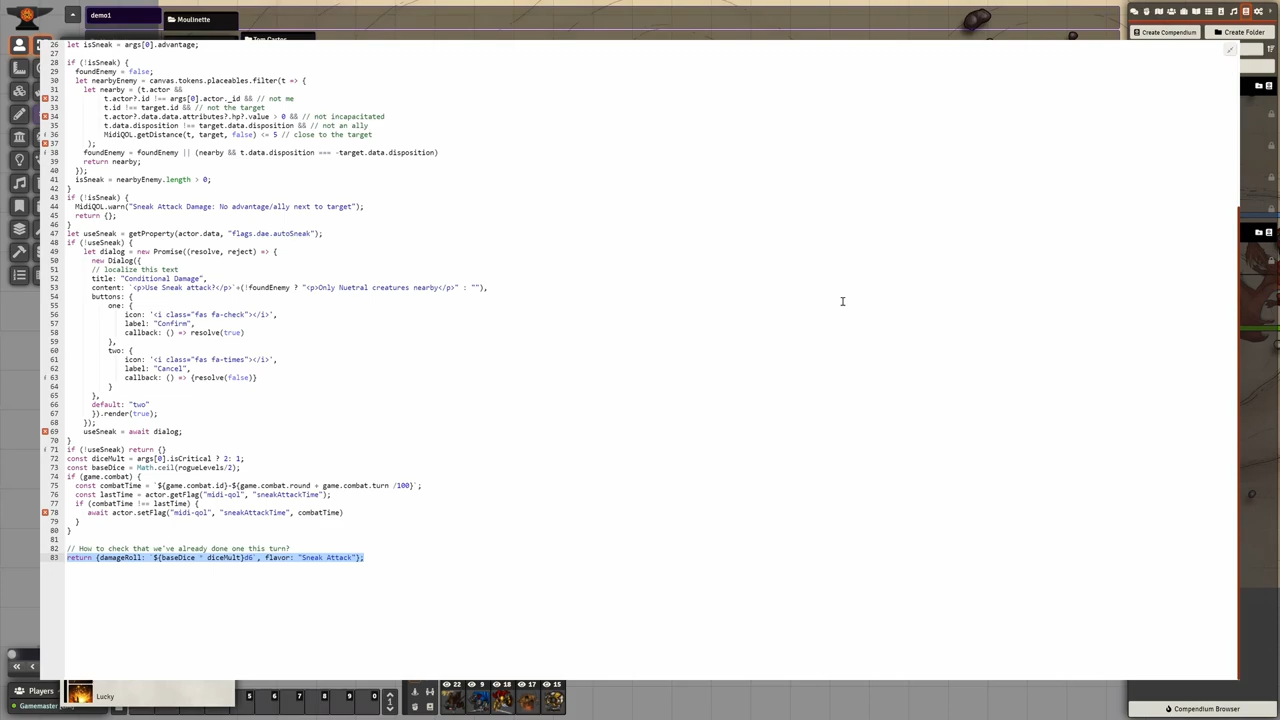 demo1
Moulinette
Tom Cartos
Create Compendium
Create Folder
26 let isSneak = args[0].advantage;
27
28 if (!isSneak) {
29 foundEnemy = false;
30 let nearbyEnemy = canvas.tokens.placeables.filter(t => {
31 let nearby = (t.actor &&
32 t.actor?.id !== args[0].actor._id && // not me
33 t.id !== target.id && // not the target
34 t.actor?.data.data.attributes?.hp?.value > 0 && // not incapacitated
35 t.data.disposition !== target.data.disposition && // not an ally
36 MidiQOL.getDistance(t, target, false) <= 5 // close to the target
37 );
38 foundEnemy = foundEnemy || (nearby && t.data.disposition === -target.data.disposition)
39 return nearby;
40 });
41 isSneak = nearbyEnemy.length > 0;
42 }
43 if (!isSneak) {
44 MidiQOL.warn("Sneak Attack Damage: No advantage/ally next to target");
45 return {};
46 }
47 let useSneak = getProperty(actor.data, "flags.dae.autoSneak");
48 if (!useSneak) {
49 let dialog = new Promise((resolve, reject) => {
50 new Dialog({
51 // localize this text
52 title: "Conditional Damage",
53 content: `<p>Use Sneak attack?</p>`+(!foundEnemy ? "<p>Only Nuetral creatures nearby</p>" : ""),
54 buttons: {
55 one: {
56 icon: '<i class="fas fa-check"></i>',
57 label: "Confirm",
58 callback: () => resolve(true)
59 },
60 two: {
61 icon: '<i class="fas fa-times"></i>',
62 label: "Cancel",
63 callback: () => {resolve(false)}
64 }
65 },
66 default: "two"
67 }).render(true);
68 });
69 useSneak = await dialog;
70 }
71 if (!useSneak) return {}
72 const diceMult = args[0].isCritical ? 2: 1;
73 const baseDice = Math.ceil(rogueLevels/2);
74 if (game.combat) {
75 const combatTime = `${game.combat.id}-${game.combat.round + game.combat.turn /100}`;
76 const lastTime = actor.getFlag("midi-qol", "sneakAttackTime");
77 if (combatTime !== lastTime) {
78 await actor.setFlag("midi-qol", "sneakAttackTime", combatTime)
79 }
80 }
81
82 // How to check that we've already done one this turn?
83 return {damageRoll: `${baseDice * diceMult}d6`, flavor: "Sneak Attack"};
Players
Gamemaster
Lucky
5 6 7 8 9 0
1
22 9 18 17 15
Compendium Browser